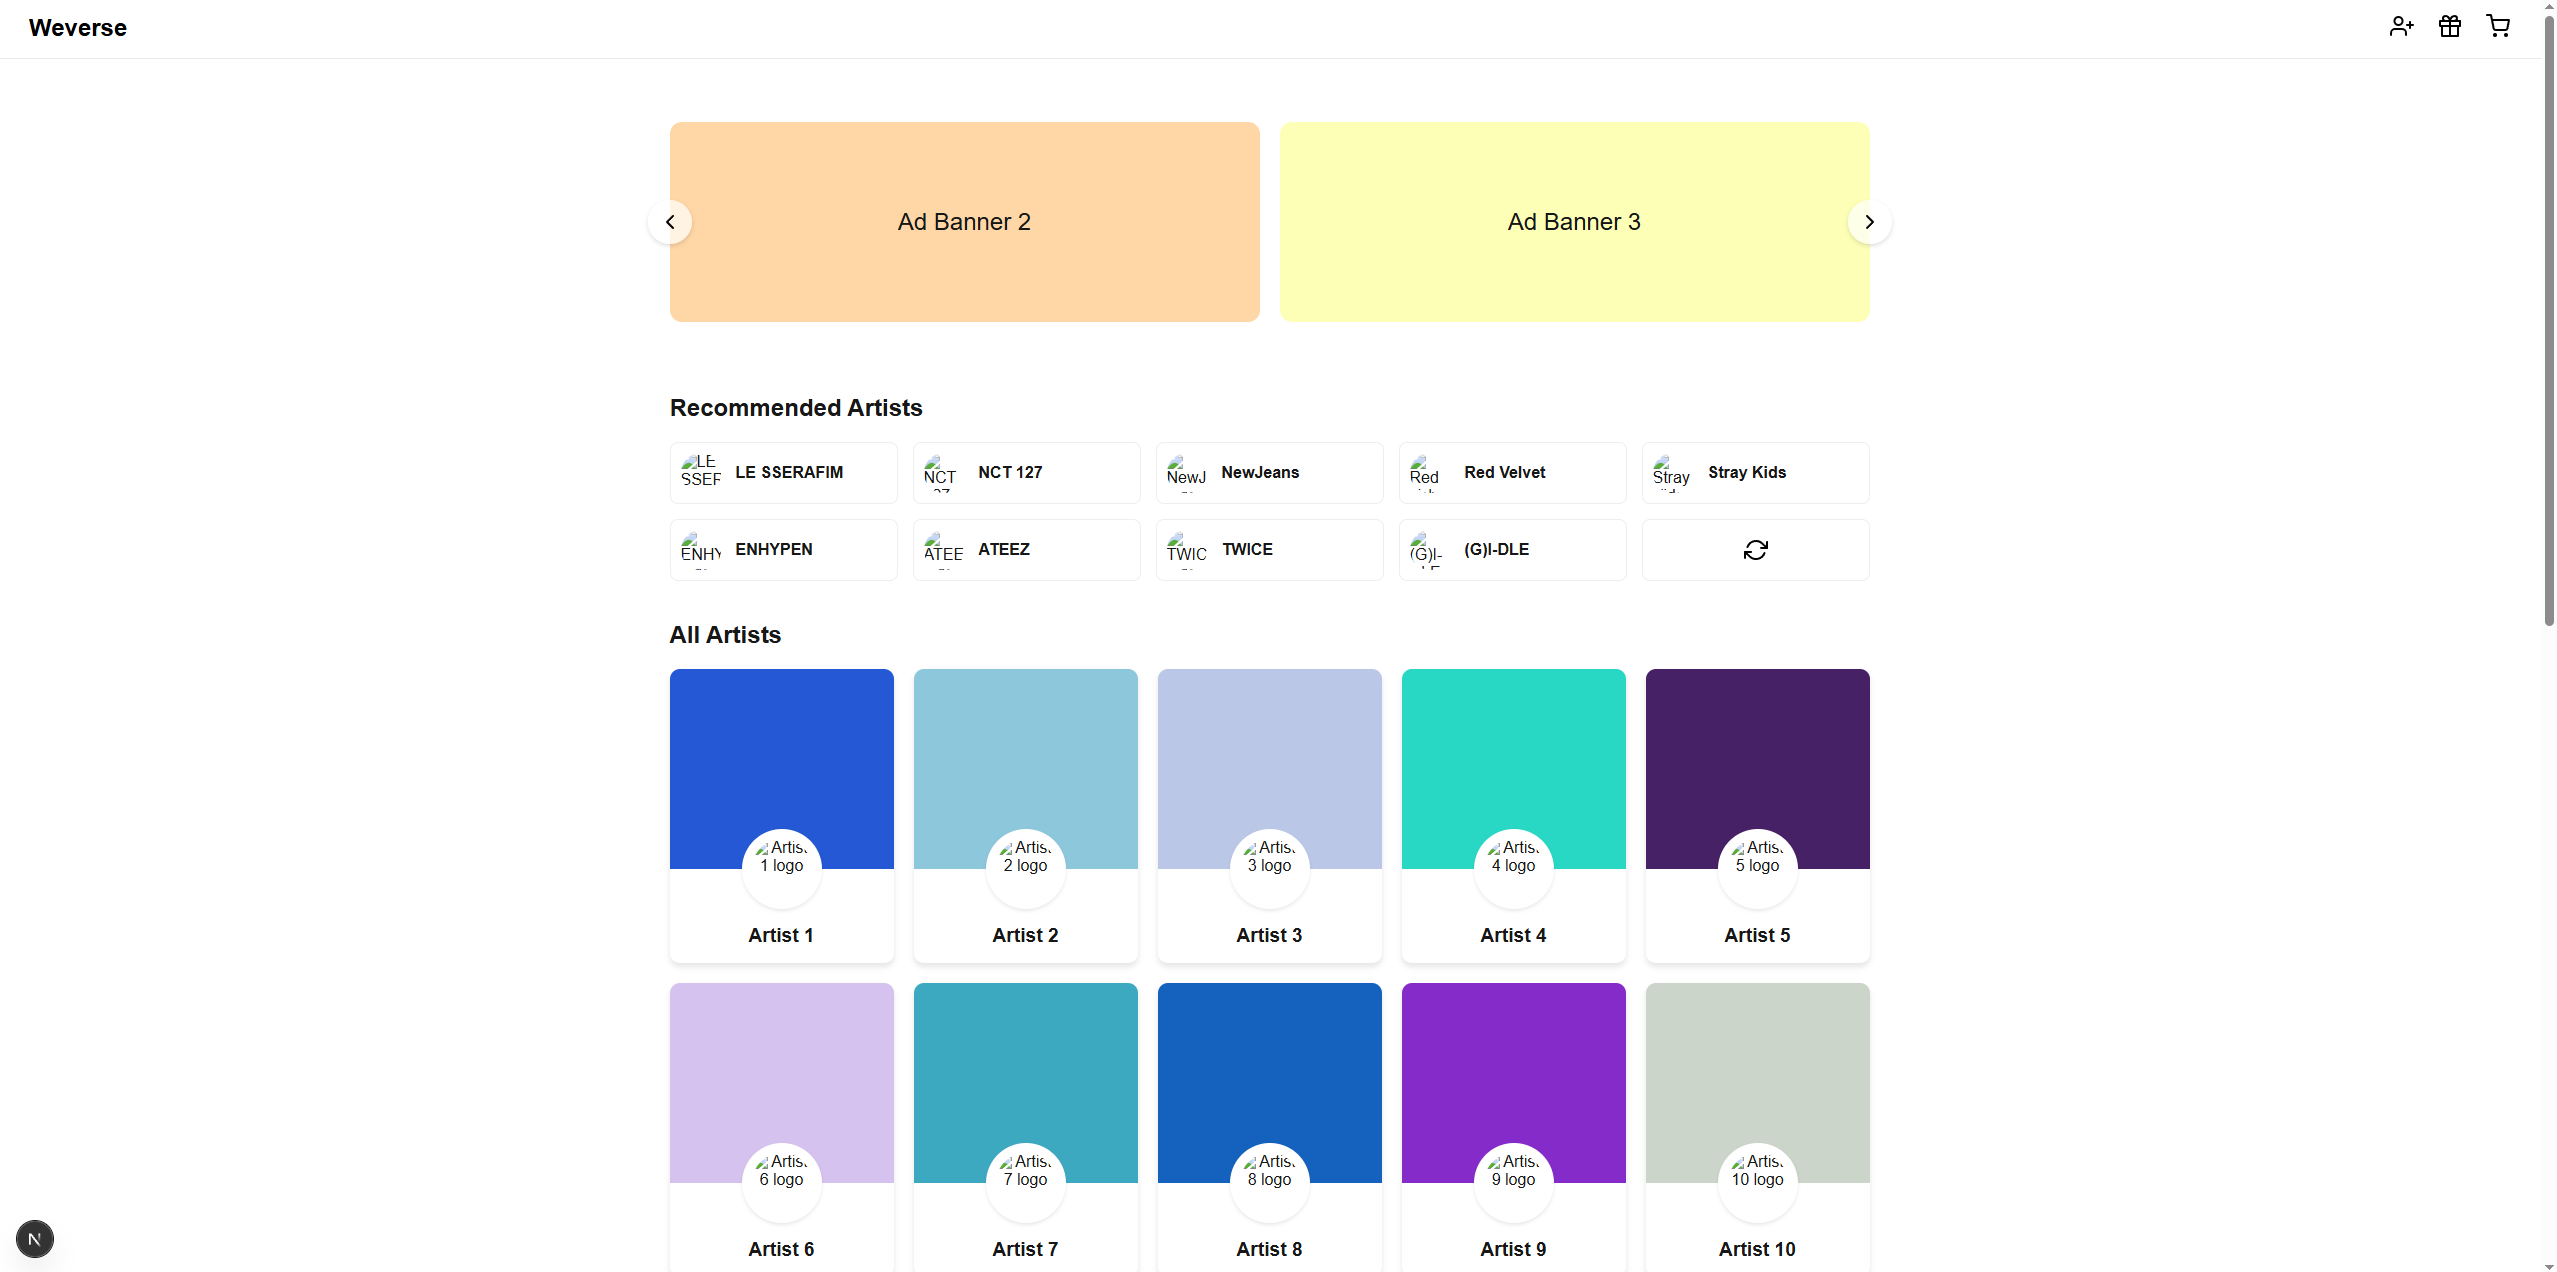 Weverse
Ad Banner 2
Ad Banner 3
Recommended Artists
LE
SSER
LE SSERAFIM
NCT
NCT 127
NewJ
NewJeans
Red
Red Velvet
Stray
Stray Kids
ENHY
ENHYPEN
ATEE
ATEEZ
TWIC
TWICE
(G)I-
(G)I-DLE
All Artists
Artis
1 logo
Artis
2 logo
Artis
3 logo
Artis
4 logo
Artis
5 logo
Artist 1
Artist 2
Artist 3
Artist 4
Artist 5
Artis
6 logo
Artis
7 logo
Artis
8 logo
Artis
9 logo
Artis
10 logo
Artist 6
Artist 7
Artist 8
Artist 9
Artist 10
N